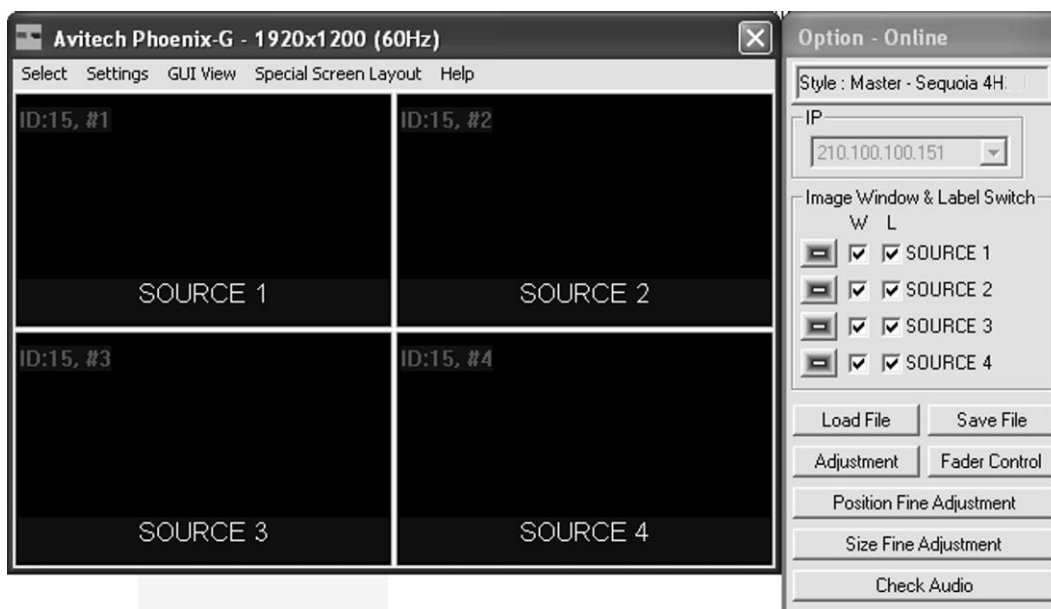 Avitech Phoenix-G - 1920x1200 (60Hz)
Select Settings GUI View Special Screen Layout Help
ID:15, #1
ID:15, #2
SOURCE 1
SOURCE 2
ID:15, #3
ID:15, #4
SOURCE 3
SOURCE 4
Option - Online
Style : Master - Sequoia 4H
IP
210.100.100.151
Image Window & Label Switch
W L
SOURCE 1
SOURCE 2
SOURCE 3
SOURCE 4
Load File
Save File
Adjustment
Fader Control
Position Fine Adjustment
Size Fine Adjustment
Check Audio